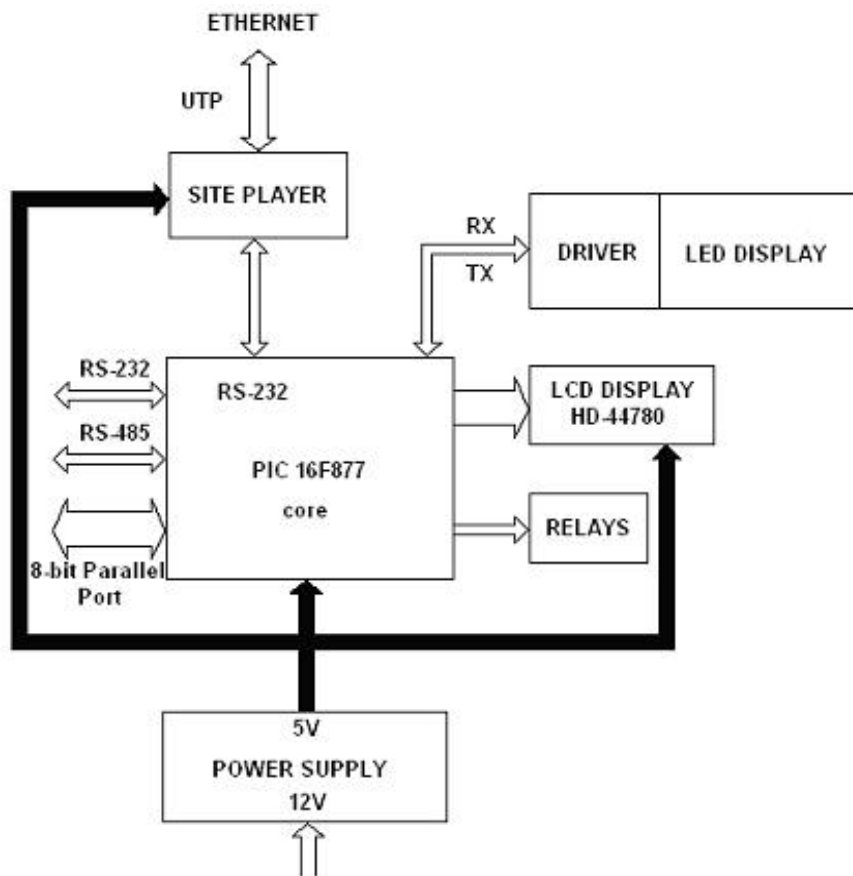 ETHERNET
UTP
SITE PLAYER
RX
TX
DRIVER
LED DISPLAY
RS-232
RS-485
8-bit Parallel
Port
RS-232
PIC 16F877
core
LCD DISPLAY
HD-44780
RELAYS
5V
POWER SUPPLY
12V